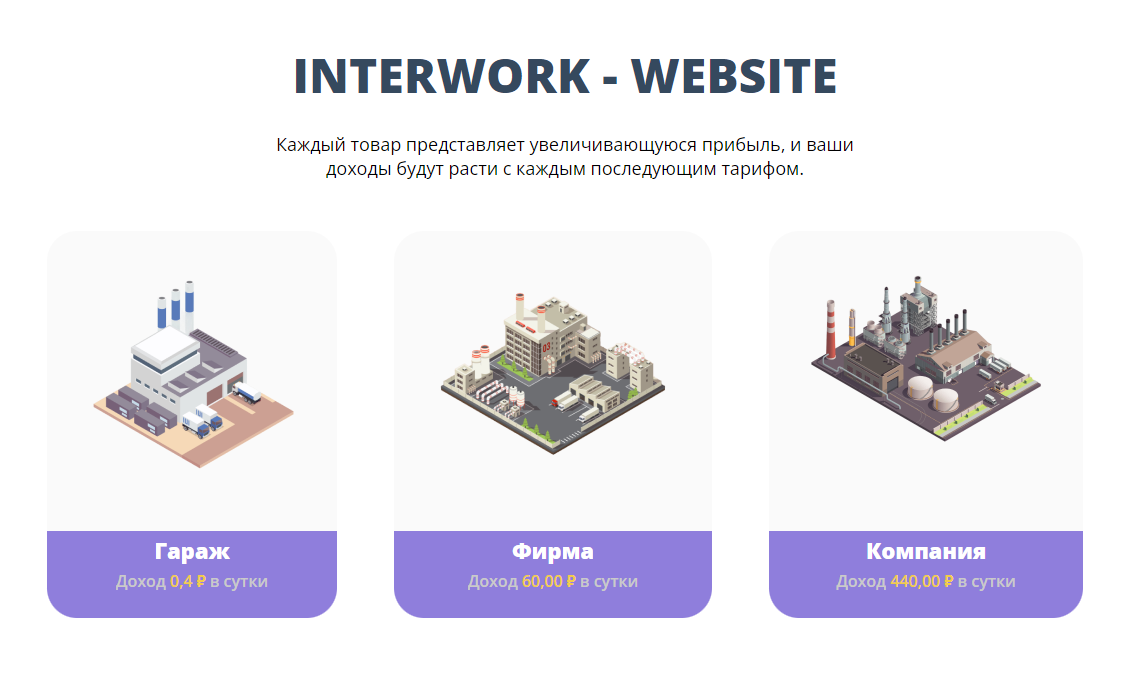 INTERWORK - WEBSITE
Каждый товар представляет увеличивающуюся прибыль, и ваши
доходы будут расти с каждым последующим тарифом.
Гараж
Доход 0,4 ₽ в сутки
Фирма
Доход 60,00 ₽ в сутки
Компания
Доход 440,00 ₽ в сутки